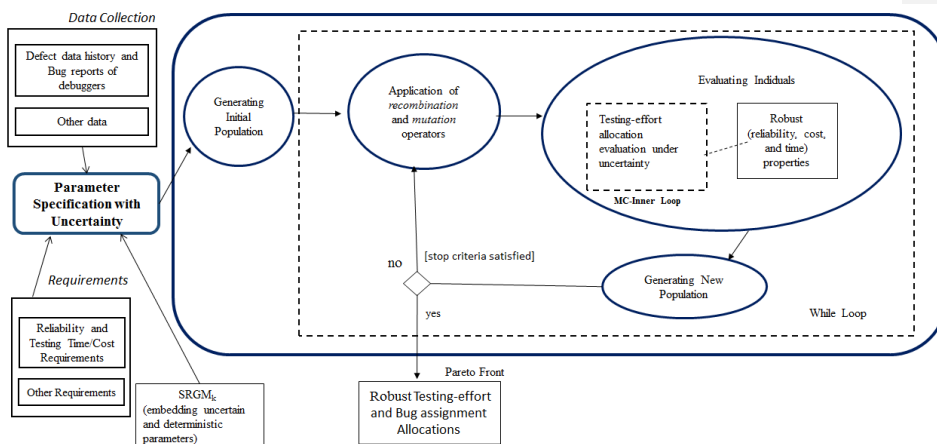 Data Collection
Defect data history and
Bug reports of
debuggers
Other data
Parameter
Specification with
Uncertainty
Requirements
Reliability and
Testing Time/Cost
Requirements
Other Requirements
SRGMk
(embedding uncertain
and deterministic
parameters)
Generating
Initial
Population
Application of
recombination
and mutation
operators
Evaluating Indiduals
Testing-effort
allocation
evaluation under
uncertainty
MC-Inner Loop
Robust
(reliability, cost,
and time)
properties
Generating New
Population
While Loop
[stop criteria satisfied]
no
yes
Pareto Front
Robust Testing-effort
and Bug assignment
Allocations